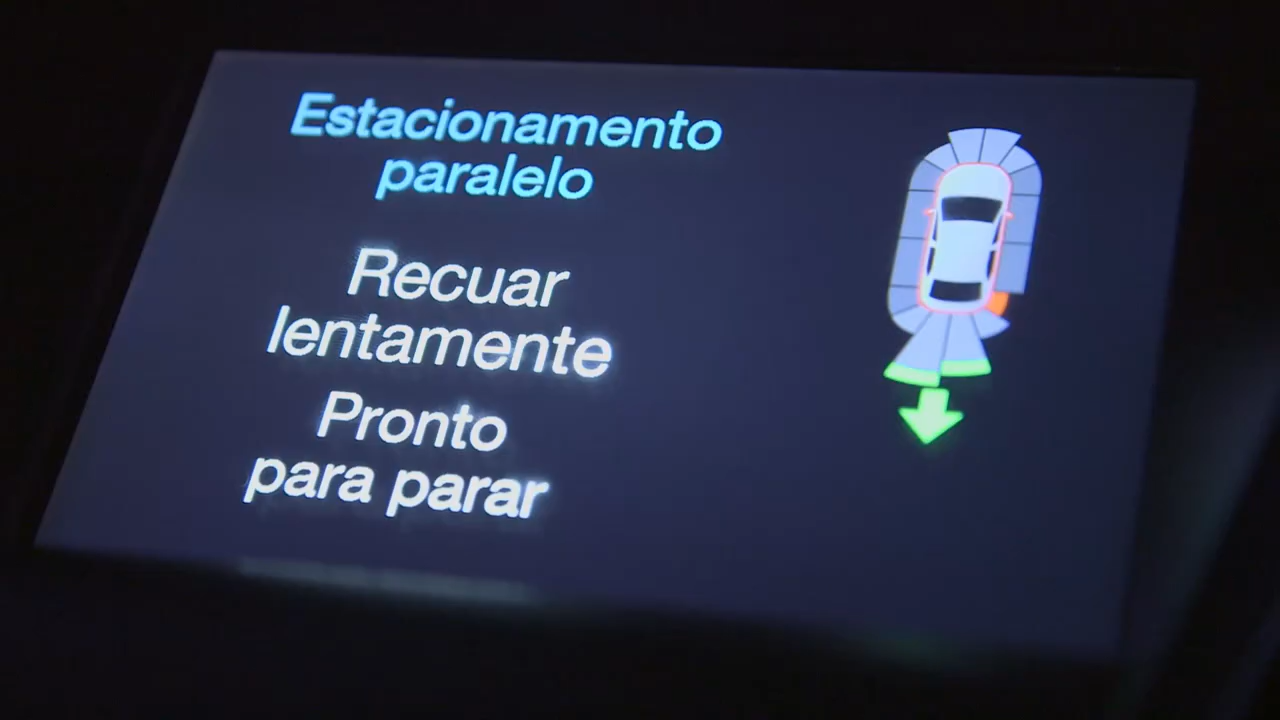 Estacionamento
paralelo
Recuar
lentamente
Pronto
para parar